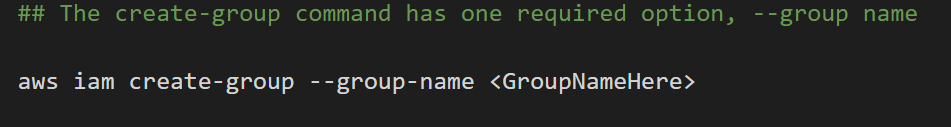 ## The create-group command has one required option, --group name
aws iam create-group --group-name <GroupNameHere>